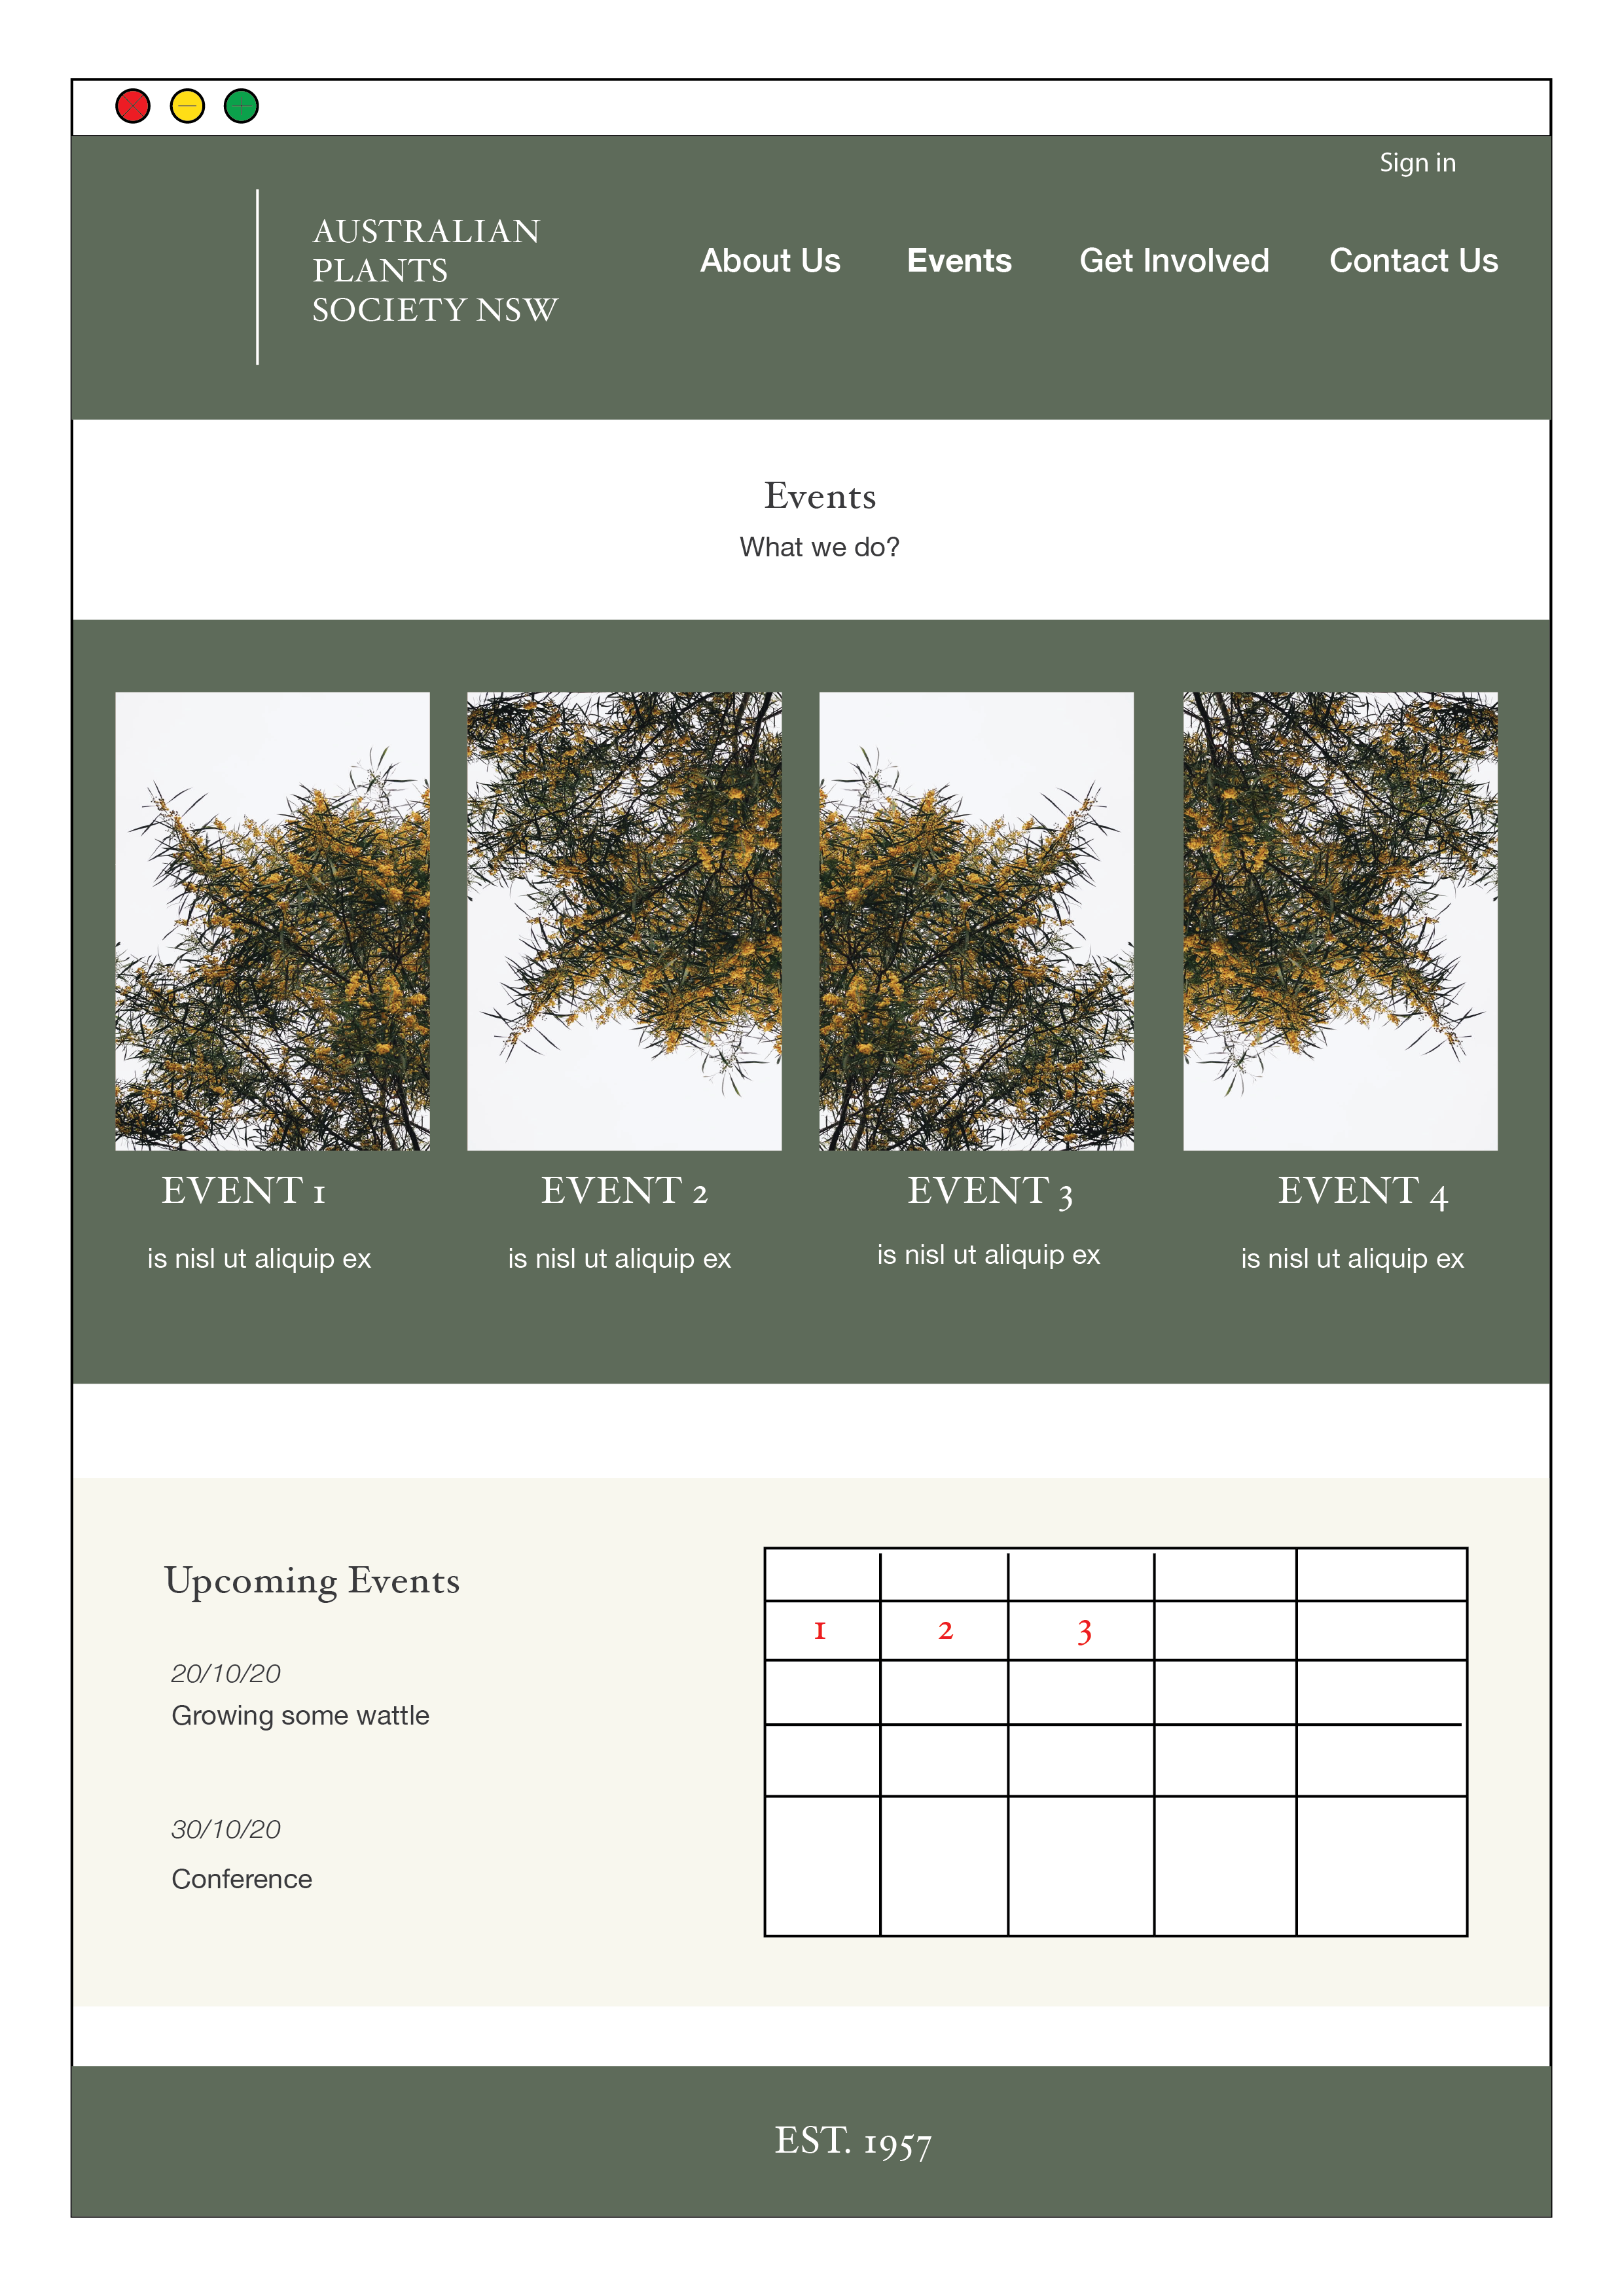 Sign in
AUSTRALIAN
PLANTS
SOCIETY NSW
About Us Events Get Involved Contact Us
Events
What we do?
EVENT 1 EVENT 2 EVENT 3 EVENT 4
is nisl ut aliquip ex is nisl ut aliquip ex is nisl ut aliquip ex is nisl ut aliquip ex
Upcoming Events
20/10/20
Growing some wattle
30/10/20
Conference
1 2 3
EST. 1957